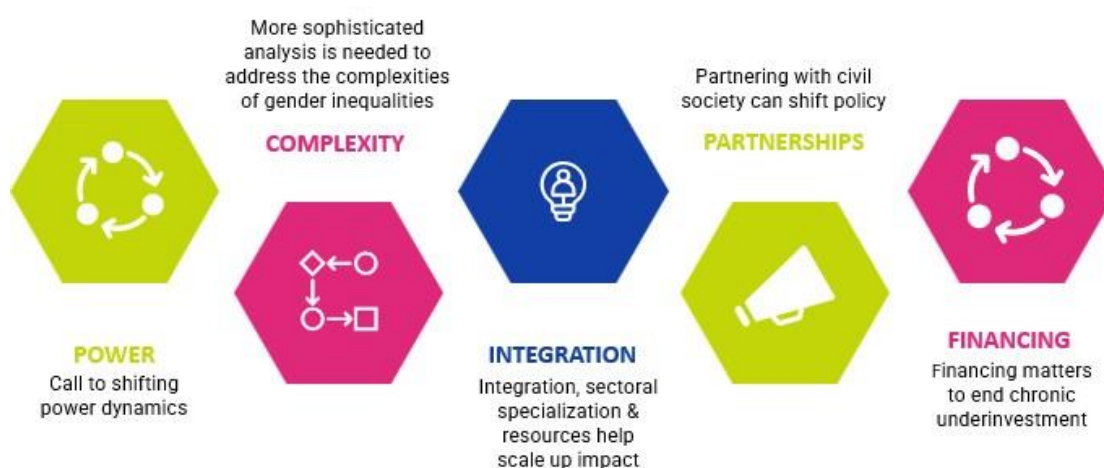 POWER
Call to shifting
power dynamics
More sophisticated
analysis is needed to
address the complexities
of gender inequalities
COMPLEXITY
INTEGRATION
Integration, sectoral
specialization &
resources help
scale up impact
Partnering with civil
society can shift policy
PARTNERSHIPS
FINANCING
Financing matters
to end chronic
underinvestment